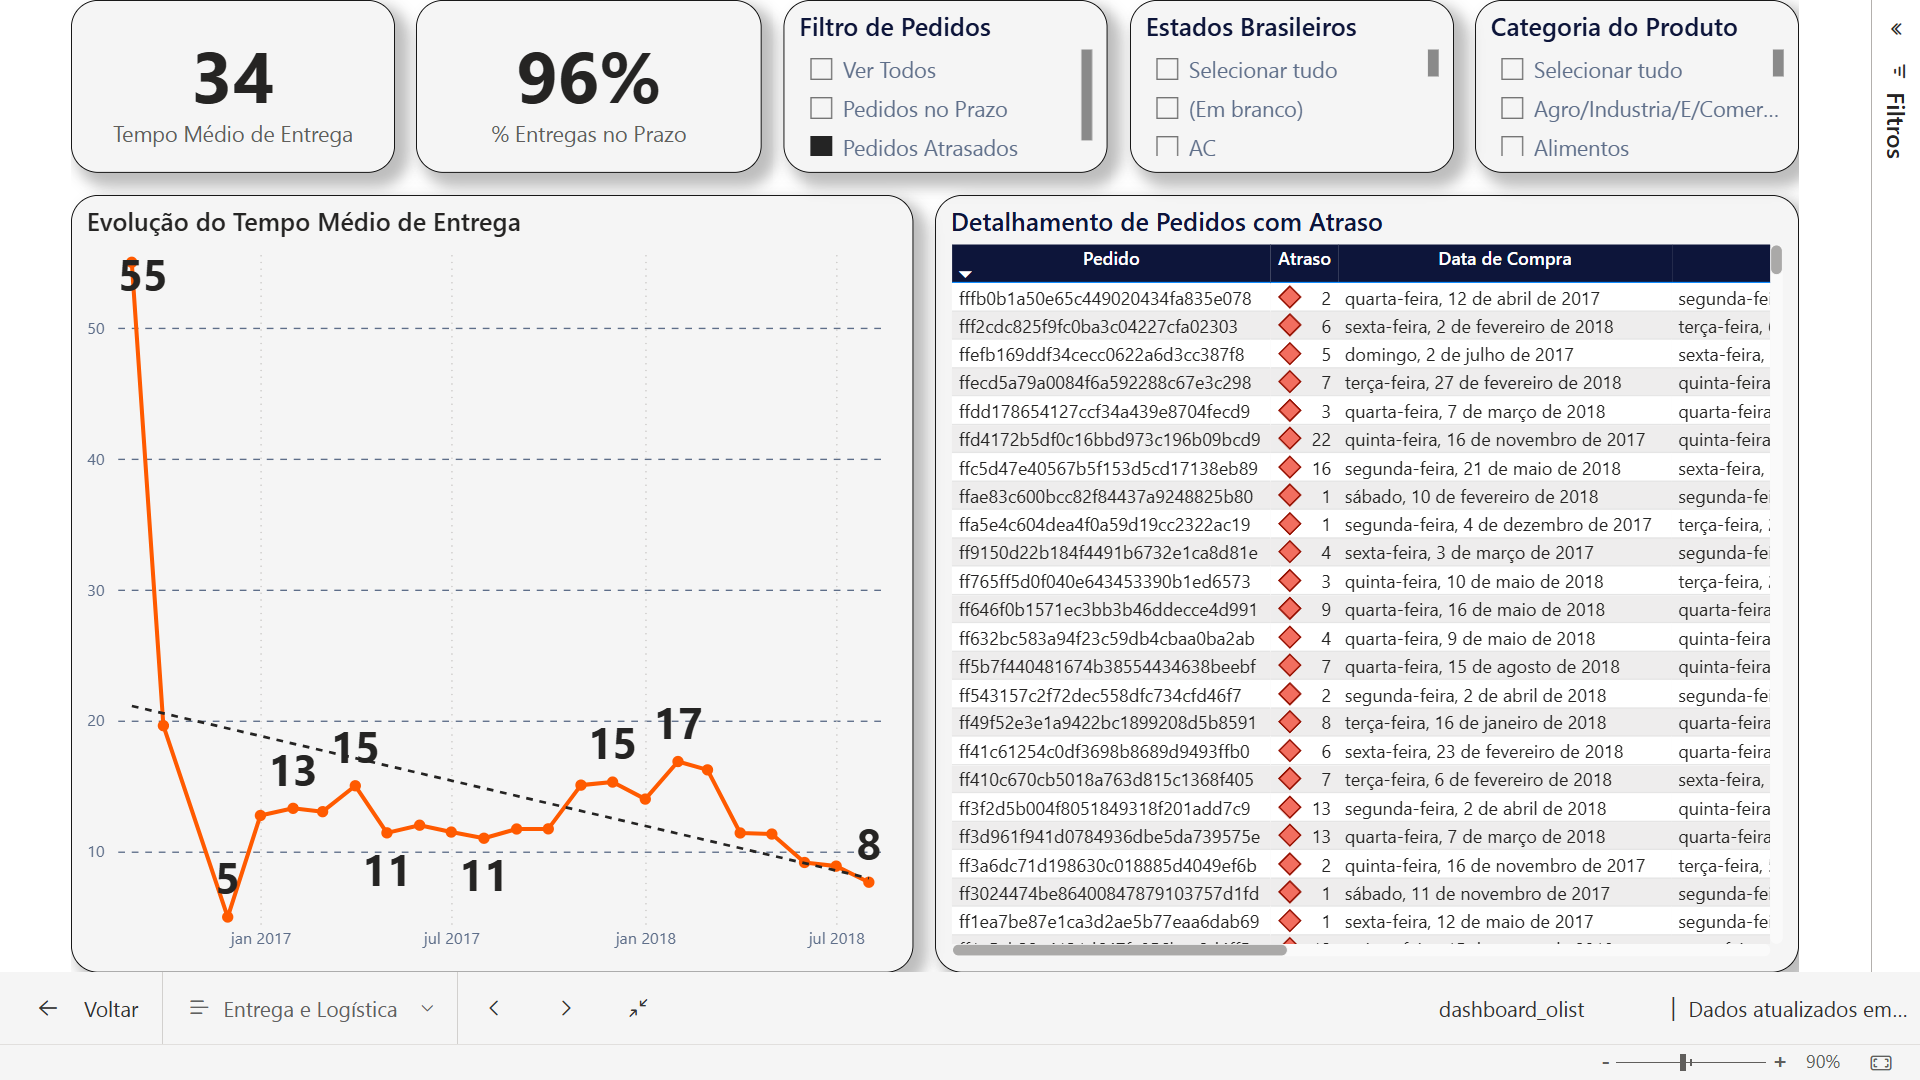 34
Tempo Médio de Entrega
96%
% Entregas no Prazo
Filtro de Pedidos
Ver Todos
Pedidos no Prazo
Pedidos Atrasados
Estados Brasileiros
Selecionar tudo
(Em branco)
AC
Categoria do Produto
Selecionar tudo
Agro/Industria/E/Comer...
Alimentos
Filtros
Evolução do Tempo Médio de Entrega
55
50
40
30
20
10
13
15
5
11
11
15
17
8
jan 2017
jul 2017
jan 2018
jul 2018
Detalhamento de Pedidos com Atraso
Pedido Atraso Data de Compra
fffb0b1a50e65c449020434fa835e078 2 quarta-feira, 12 de abril de 2017 segunda-fei
fff2cdc825f9fc0ba3c04227cfa02303 6 sexta-feira, 2 de fevereiro de 2018 terça-feira,
ffefb169ddf34cecc0622a6d3cc387f8 5 domingo, 2 de julho de 2017 sexta-feira,
ffecd5a79a0084f6a592288c67e3c298 7 terça-feira, 27 de fevereiro de 2018 quinta-feira
ffdd178654127ccf34a439e8704fecd9 3 quarta-feira, 7 de março de 2018 quarta-feira
ffd4172b5df0c16bbd973c196b09bcd9 22 quinta-feira, 16 de novembro de 2017 quinta-feira
ffc5d47e40567b5f153d5cd17138eb89 16 segunda-feira, 21 de maio de 2018 sexta-feira,
ffae83c600bcc82f84437a9248825b80 1 sábado, 10 de fevereiro de 2018 segunda-fei
ffa5e4c604dea4f0a59d19cc2322ac19 1 segunda-feira, 4 de dezembro de 2017 terça-feira,
ff9150d22b184f4491b6732e1ca8d81e 4 sexta-feira, 3 de março de 2017 segunda-fei
ff765ff5d0f040e643453390b1ed6573 3 quinta-feira, 10 de maio de 2018 terça-feira,
ff646f0b1571ec3bb3b46ddecce4d991 9 quarta-feira, 16 de maio de 2018 quarta-feira
ff632bc583a94f23c59db4cbaa0ba2ab 4 quarta-feira, 9 de maio de 2018 quinta-feira
ff5b7f440481674b38554434638beebf 7 quarta-feira, 15 de agosto de 2018 quinta-feira
ff543157c2f72dec558dfc734cfd46f7 2 segunda-feira, 2 de abril de 2018 segunda-fei
ff49f52e3e1a9422bc1899208d5b8591 8 terça-feira, 16 de janeiro de 2018 quarta-feira
ff41c61254c0df3698b8689d9493ffb0 6 sexta-feira, 23 de fevereiro de 2018 quarta-feira
ff410c670cb5018a763d815c1368f405 7 terça-feira, 6 de fevereiro de 2018 sexta-feira,
ff3f2d5b004f8051849318f201add7c9 13 segunda-feira, 2 de abril de 2018 quinta-feira
ff3d961f941d0784936dbe5da739575e 13 quarta-feira, 7 de março de 2018 quarta-feira
ff3a6dc71d198630c018885d4049ef6b 2 quinta-feira, 16 de novembro de 2017 terça-feira,
ff3024474be86400847879103757d1fd 1 sábado, 11 de novembro de 2017 segunda-fei
ff1ea7be87e1ca3d2ae5b77eaa6dab69 1 sexta-feira, 12 de maio de 2017 segunda-fei
Voltar
Entrega e Logística
dashboard_olist
| Dados atualizados em...
- + 90%